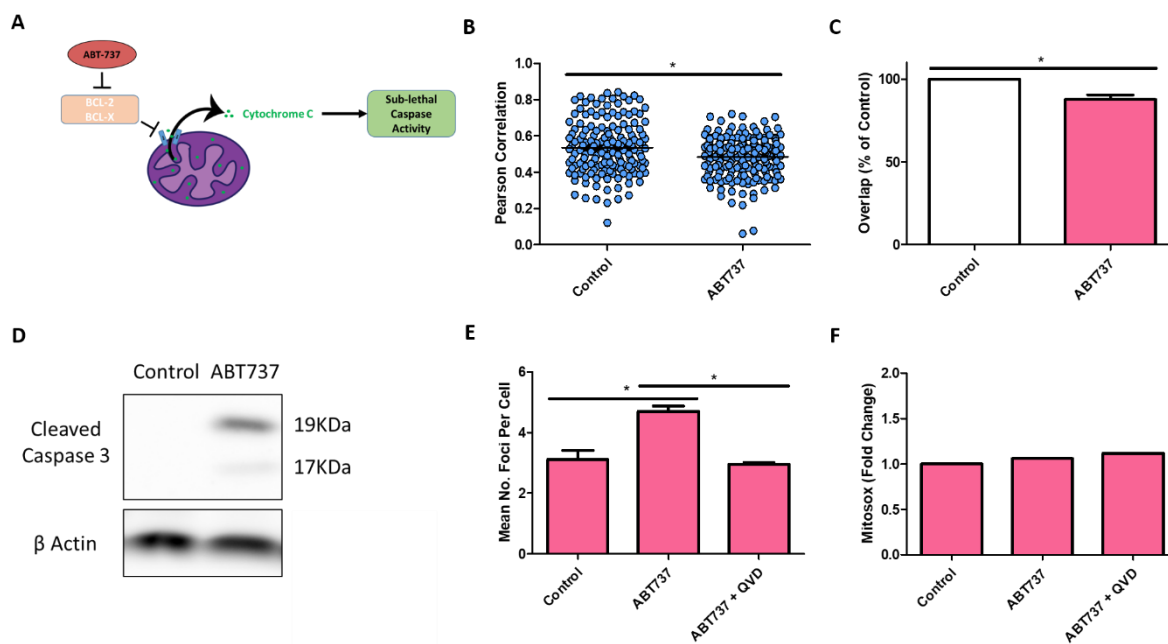 A
ABT-737
BCL-2
BCL-X
Cytochrome C
Sub-lethal
Caspase
Activity
B
*
Pearson Correlation
1.0
0.8
0.6
0.4
0.2
0.0
Control
ABT737
C
*
Overlap (% of Control)
100
50
0
Control
ABT737
D
Control ABT737
Cleaved
Caspase 3
19KDa
17KDa
β Actin
E
* *
Mean No. Foci Per Cell
6
4
2
0
Control
ABT737
ABT737 + QVD
F
Mitosox (Fold Change)
2.0
1.5
1.0
0.5
0.0
Control
ABT737
ABT737 + QVD